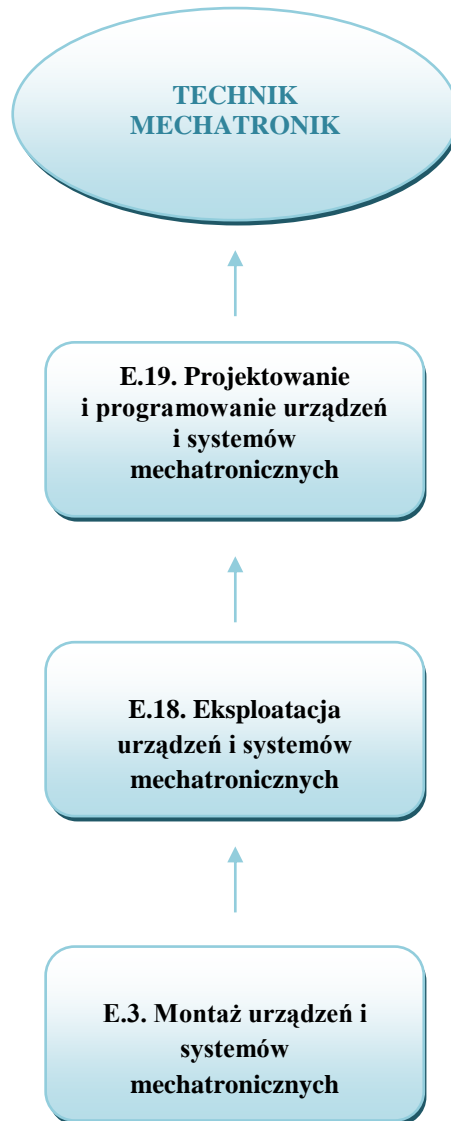 TECHNIK
MECHATRONIK
E.19. Projektowanie
i programowanie urządzeń
i systemów
mechatronicznych
E.18. Eksploatacja
urządzeń i systemów
mechatronicznych
E.3. Montaż urządzeń i
systemów
mechatronicznych